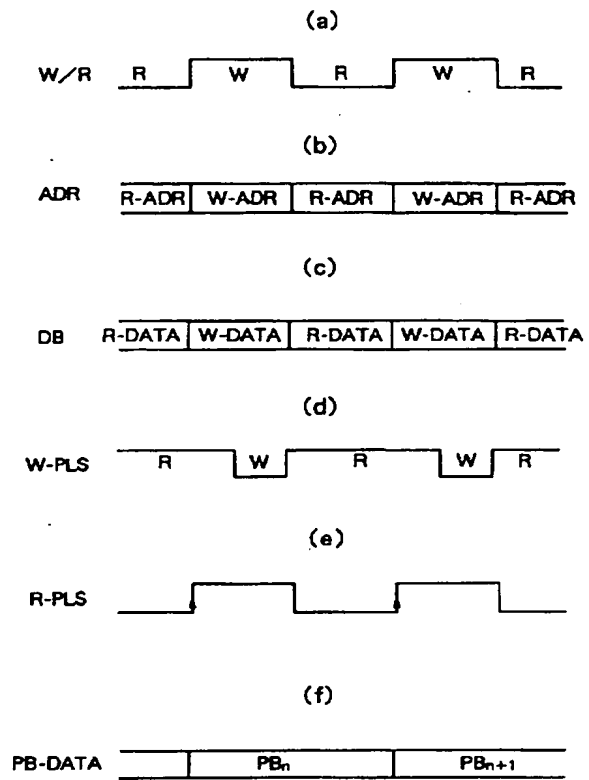 (a)
W/R R W R W R
(b)
ADR R-ADR W-ADR R-ADR W-ADR R-ADR
(c)
DB R-DATA W-DATA R-DATA W-DATA R-DATA
(d)
W-PLS R W R W R
(e)
R-PLS
(f)
PB-DATA PBn PBn+1